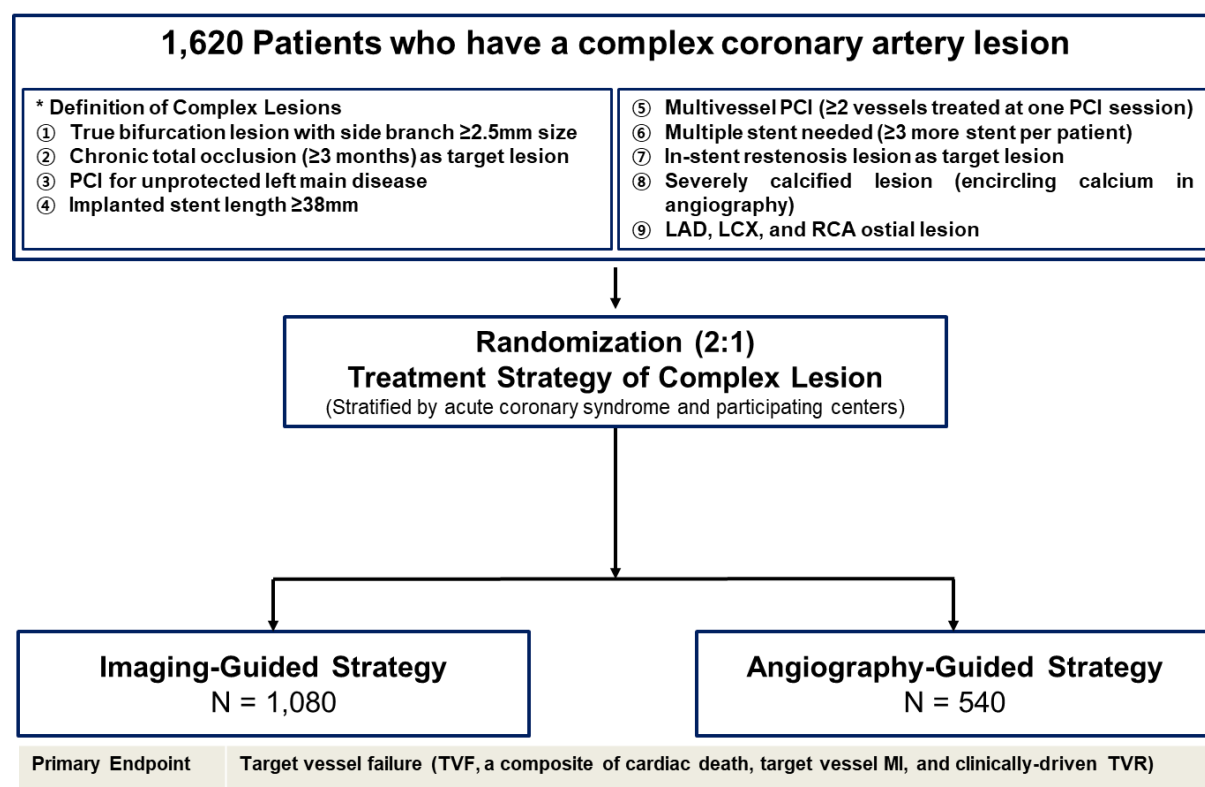 1,620 Patients who have a complex coronary artery lesion
* Definition of Complex Lesions
① True bifurcation lesion with side branch ≥2.5mm size
② Chronic total occlusion (≥3 months) as target lesion
③ PCI for unprotected left main disease
④ Implanted stent length ≥38mm
⑤ Multivessel PCI (≥2 vessels treated at one PCI session)
⑥ Multiple stent needed (≥3 more stent per patient)
⑦ In-stent restenosis lesion as target lesion
⑧ Severely calcified lesion (encircling calcium in
angiography)
⑨ LAD, LCX, and RCA ostial lesion
Randomization (2:1)
Treatment Strategy of Complex Lesion
(Stratified by acute coronary syndrome and participating centers)
Imaging-Guided Strategy
N = 1,080
Angiography-Guided Strategy
N = 540
Primary Endpoint Target vessel failure (TVF, a composite of cardiac death, target vessel MI, and clinically-driven TVR)